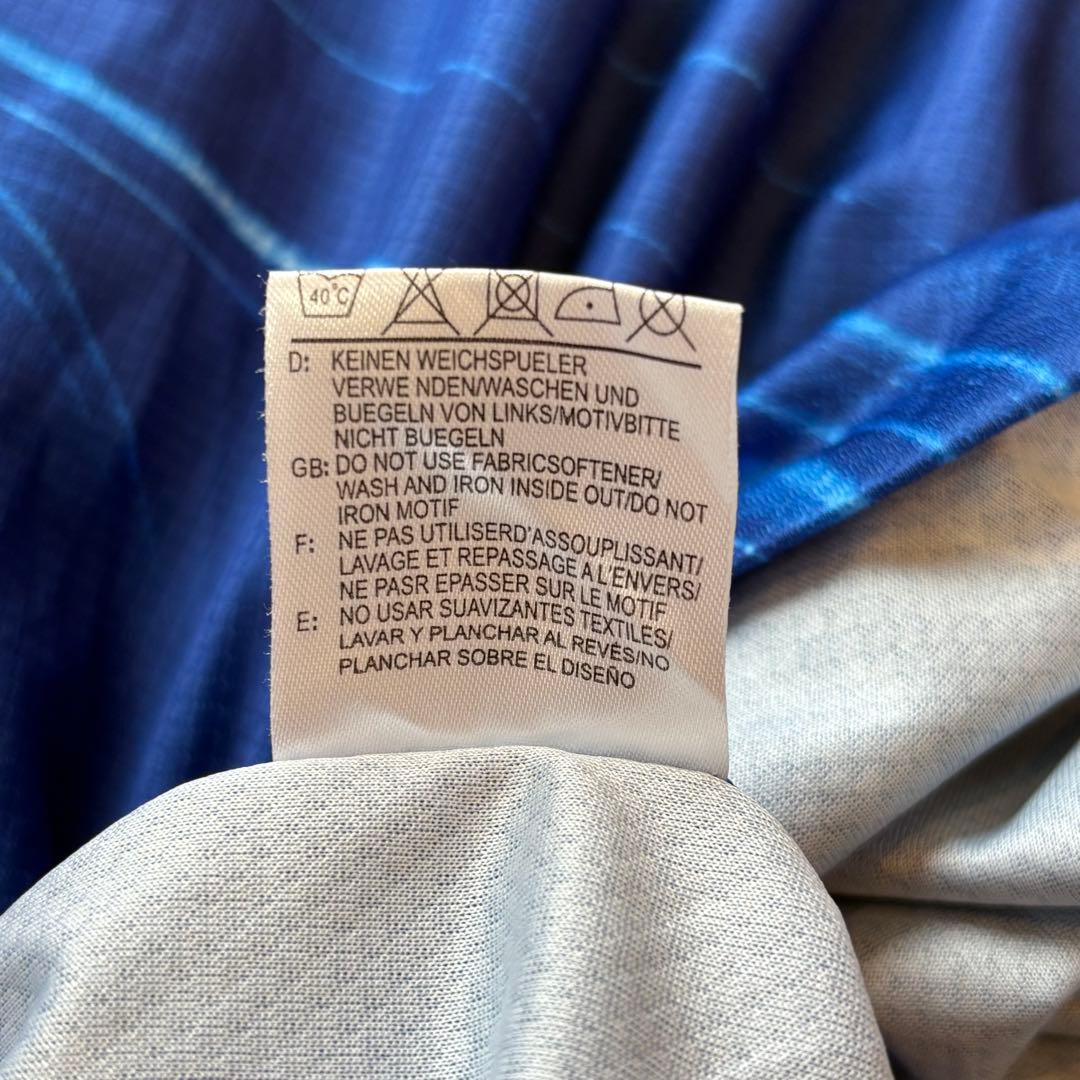 40°C
D: KEINEN WEICHSPUELER
VERWE NDEN/WASCHEN UND
BUEGELN VON LINKS/MOTIVBITTE
NICHT BUEGELN
GB: DO NOT USE FABRICSOFTENER/
WASH AND IRON INSIDE OUT/DO NOT
IRON MOTIF
F: NE PAS UTILISERD'ASSOUPLISSANT/
LAVAGE ET REPASSAGE A L'ENVERS/
NE PASR EPASSER SUR LE MOTIF
E: NO USAR SUAVIZANTES TEXTILES/
LAVAR Y PLANCHAR AL REVÉS/NO
PLANCHAR SOBRE EL DISEÑO